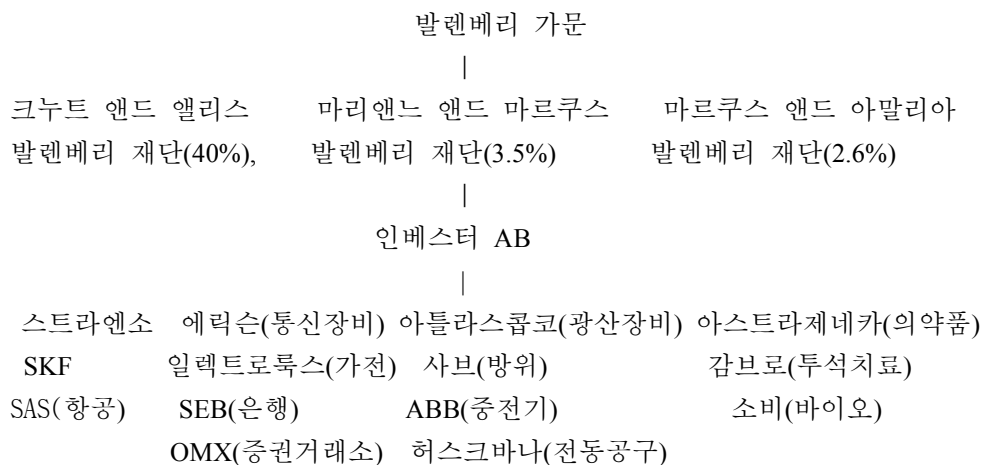 발렌베리 가문
|
크누트 앤드 앨리스 마리앤느 앤드 마르쿠스 마르쿠스 앤드 아말리아
발렌베리 재단(40%), 발렌베리 재단(3.5%) 발렌베리 재단(2.6%)
|
인베스터 AB
|
스트라엔소 에릭슨(통신장비) 아틀라스콥코(광산장비) 아스트라제네카(의약품)
SKF 일렉트로룩스(가전) 사브(방위) 감브로(투석치료)
SAS(항공) SEB(은행) ABB(중전기) 소비(바이오)
OMX(증권거래소) 허스크바나(전동공구)